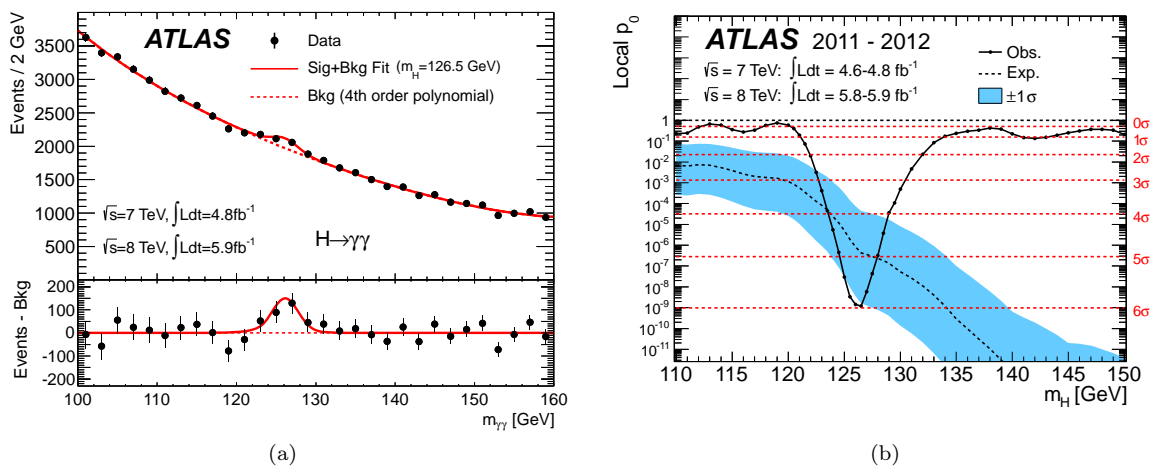 ATLAS
Data
Sig+Bkg Fit (m_H=126.5 GeV)
Bkg (4th order polynomial)
Events / 2 GeV
3500
3000
2500
2000
1500
1000
500
√s=7 TeV, ∫Ldt=4.8fb⁻¹
√s=8 TeV, ∫Ldt=5.9fb⁻¹
H→γγ
Events - Bkg
200
100
0
-100
-200
100 110 120 130 140 150 160
m_γγ [GeV]
(a)
ATLAS 2011 - 2012
√s = 7 TeV: ∫Ldt = 4.6-4.8 fb⁻¹
√s = 8 TeV: ∫Ldt = 5.8-5.9 fb⁻¹
Obs.
Exp.
±1σ
Local p₀
1
10⁻¹
10⁻²
10⁻³
10⁻⁴
10⁻⁵
10⁻⁶
10⁻⁷
10⁻⁸
10⁻⁹
10⁻¹⁰
10⁻¹¹
0σ
1σ
2σ
3σ
4σ
5σ
6σ
110 115 120 125 130 135 140 145 150
m_H [GeV]
(b)